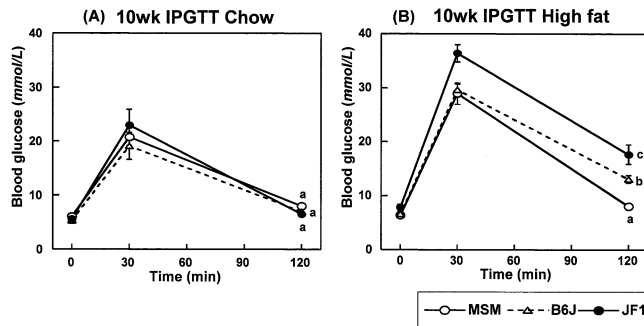 (A) 10wk IPGTT Chow
Blood glucose (mmol/L)
40
30
20
10
0
a
a
a
0 30 60 90 120
Time (min)
(B) 10wk IPGTT High fat
Blood glucose (mmol/L)
40
30
20
10
0
c
b
a
0 30 60 90 120
Time (min)
MSM B6J JF1